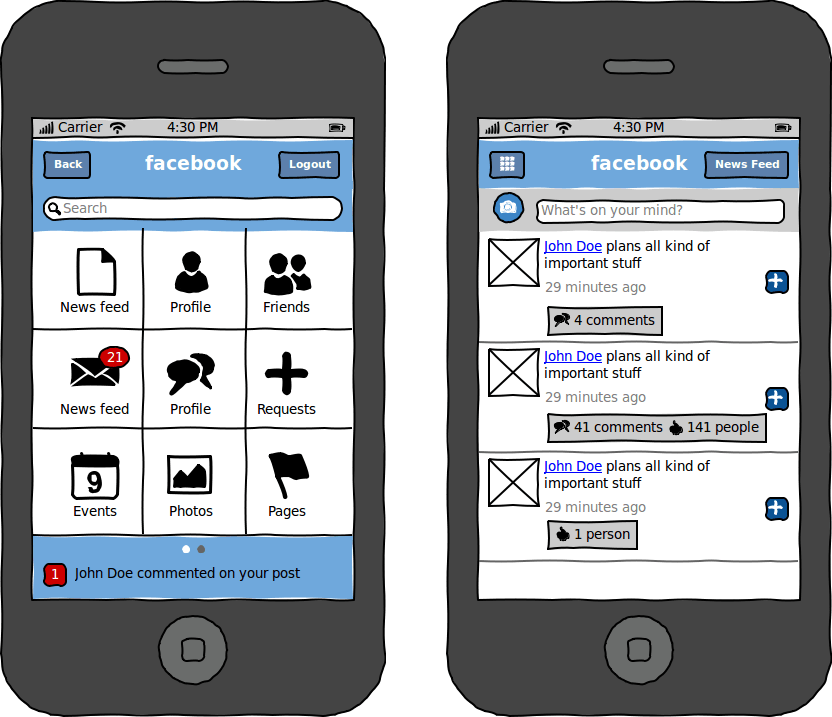 Carrier 4:30 PM
Back facebook Logout
Search
News feed Profile Friends
21
News feed Profile Requests
9
Events Photos Pages
1 John Doe commented on your post
Carrier 4:30 PM
facebook News Feed
What's on your mind?
John Doe plans all kind of
important stuff
29 minutes ago
4 comments
John Doe plans all kind of
important stuff
29 minutes ago
41 comments 141 people
John Doe plans all kind of
important stuff
29 minutes ago
1 person